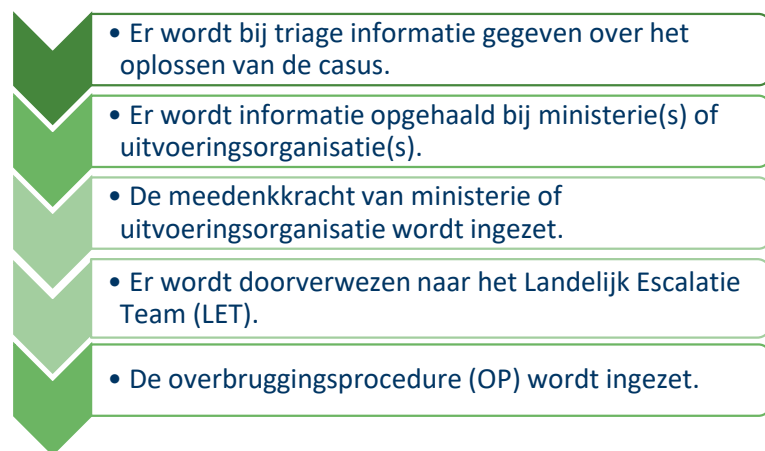 • Er wordt bij triage informatie gegeven over het
oplossen van de casus.
• Er wordt informatie opgehaald bij ministerie(s) of
uitvoeringsorganisatie(s).
• De meedenkkracht van ministerie of
uitvoeringsorganisatie wordt ingezet.
• Er wordt doorverwezen naar het Landelijk Escalatie
Team (LET).
• De overbruggingsprocedure (OP) wordt ingezet.